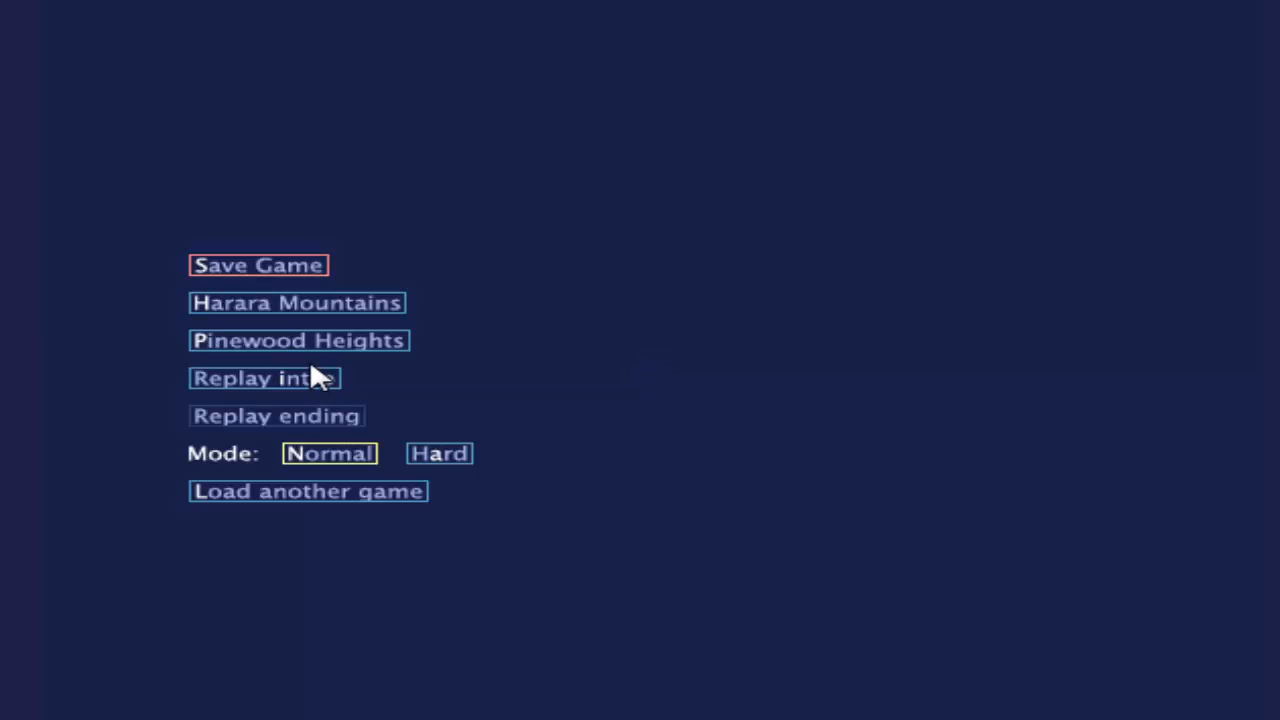 Save Game
Harara Mountains
Pinewood Heights
Replay
Replay ending
Mode: Normal Hard
Load another game